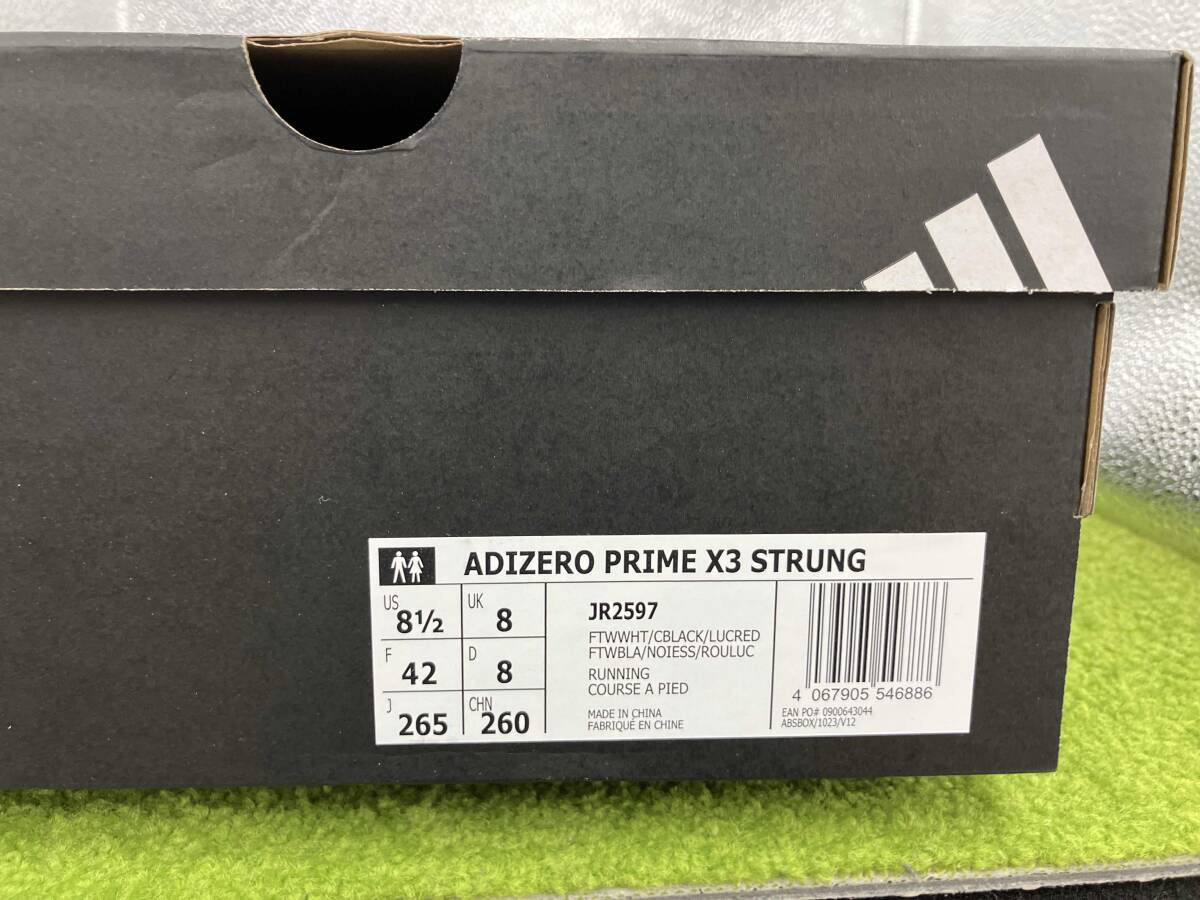 ADIZERO PRIME X3 STRUNG
US 8½
UK 8
F 42
D 8
J 265
CHN 260
JR2597
FTWWHT/CBLACK/LUCRED
FTWBLA/NOIESS/ROULUC
RUNNING
COURSE A PIED
MADE IN CHINA
FABRIQUÉ EN CHINE
4 067905 546886
EAN PO# 0900643044
ABSBOX/1023/V12